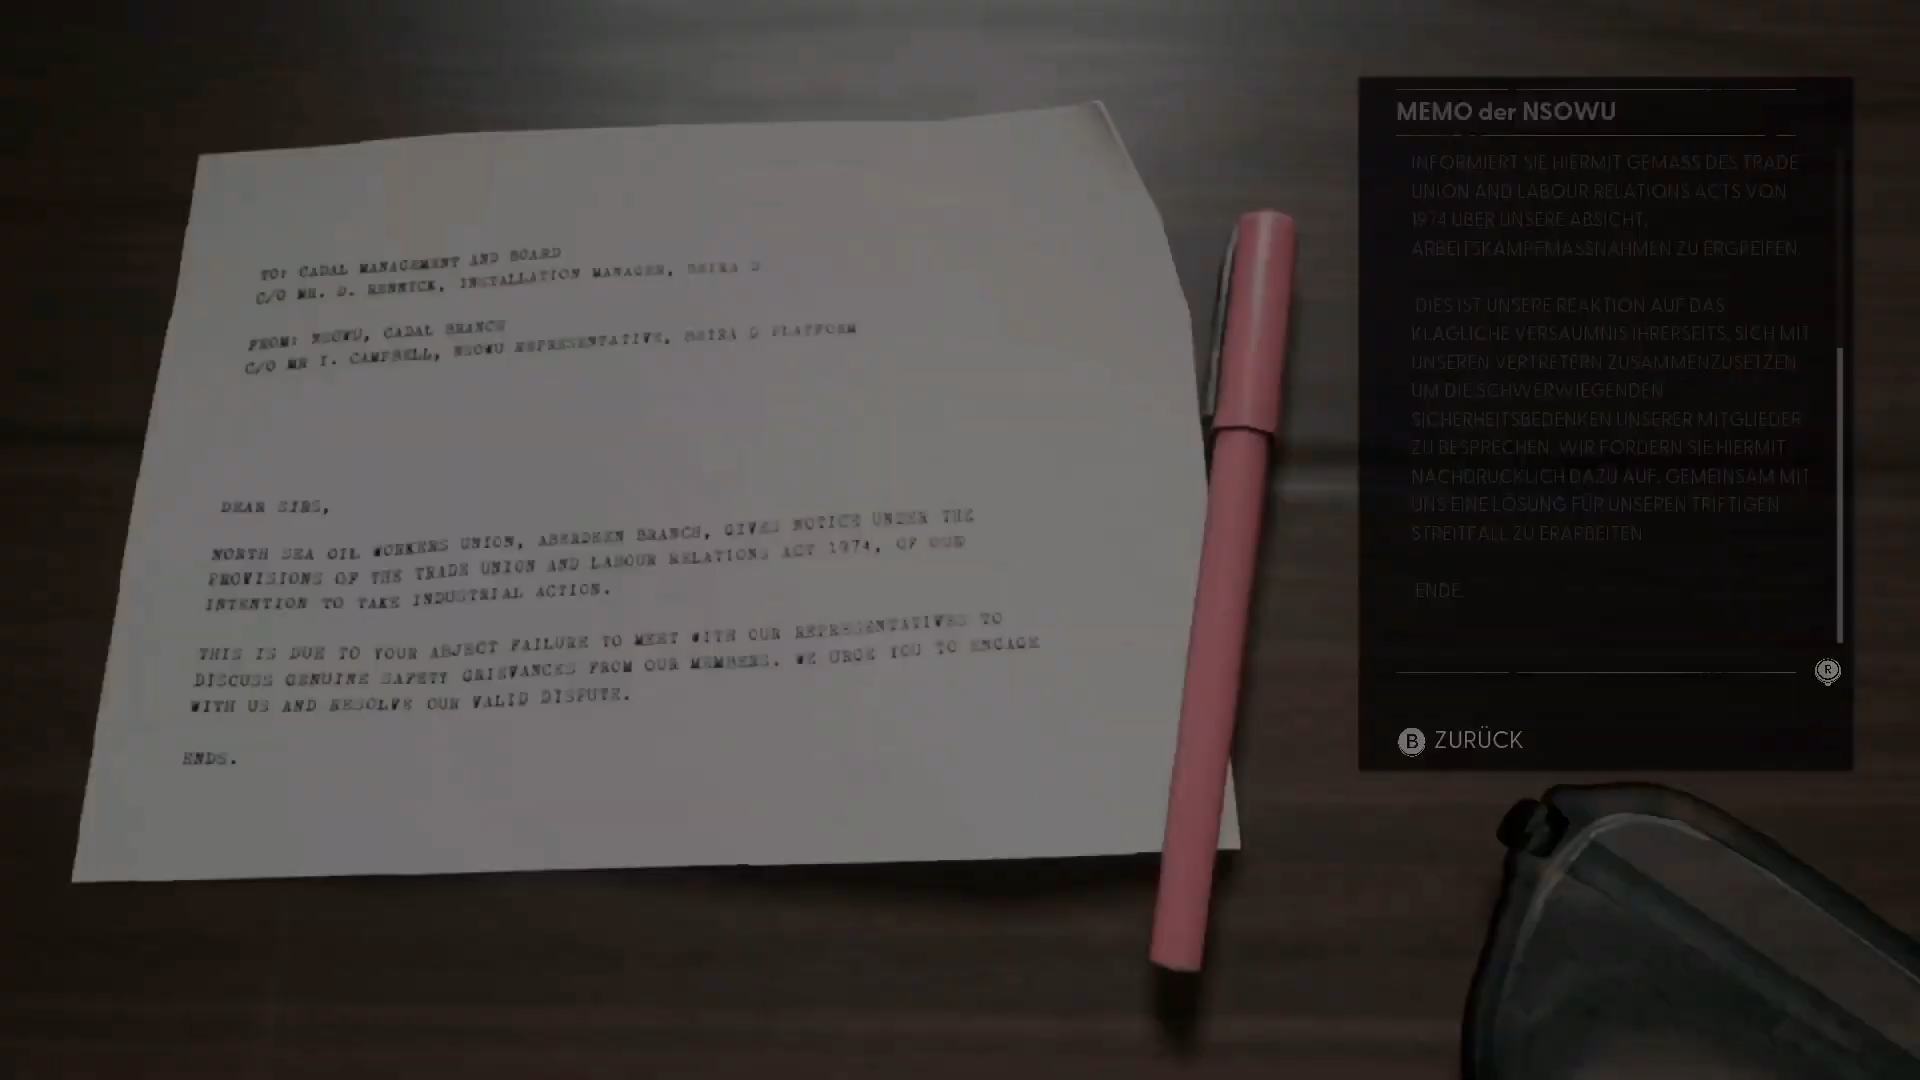 TO: CADAL MANAGEMENT AND BOARD
C/O MR. D. RENNICK, INSTALLATION MANAGER, BEIRA D
FROM: NSOWU, CADAL BRANCH
C/O MR I. CAMPBELL, NSOWU REPRESENTATIVE, BEIRA D PLATFORM
DEAR SIRS,
NORTH SEA OIL WORKERS UNION, ABERDEEN BRANCH, GIVES NOTICE UNDER THE
PROVISIONS OF THE TRADE UNION AND LABOUR RELATIONS ACT 1974, OF OUR
INTENTION TO TAKE INDUSTRIAL ACTION.
THIS IS DUE TO YOUR ABJECT FAILURE TO MEET WITH OUR REPRESENTATIVES TO
DISCUSS GENUINE SAFETY GRIEVANCES FROM OUR MEMBERS. WE URGE YOU TO ENGAGE
WITH US AND RESOLVE OUR VALID DISPUTE.
ENDS.
MEMO der NSOWU
INFORMIERT SIE HIERMIT GEMÄSS DES TRADE
UNION AND LABOUR RELATIONS ACTS VON
1974 ÜBER UNSERE ABSICHT,
ARBEITSKAMPFMASSNAHMEN ZU ERGREIFEN.
DIES IST UNSERE REAKTION AUF DAS
KLÄGLICHE VERSÄUMNIS IHRERSEITS, SICH MIT
UNSEREN VERTRETERN ZUSAMMENZUSETZEN,
UM DIE SCHWERWIEGENDEN
SICHERHEITSBEDENKEN UNSERER MITGLIEDER
ZU BESPRECHEN. WIR FORDERN SIE HIERMIT
NACHDRÜCKLICH DAZU AUF, GEMEINSAM MIT
UNS EINE LÖSUNG FÜR UNSEREN TRIFTIGEN
STREITFALL ZU ERARBEITEN.
ENDE.
R
B ZURÜCK